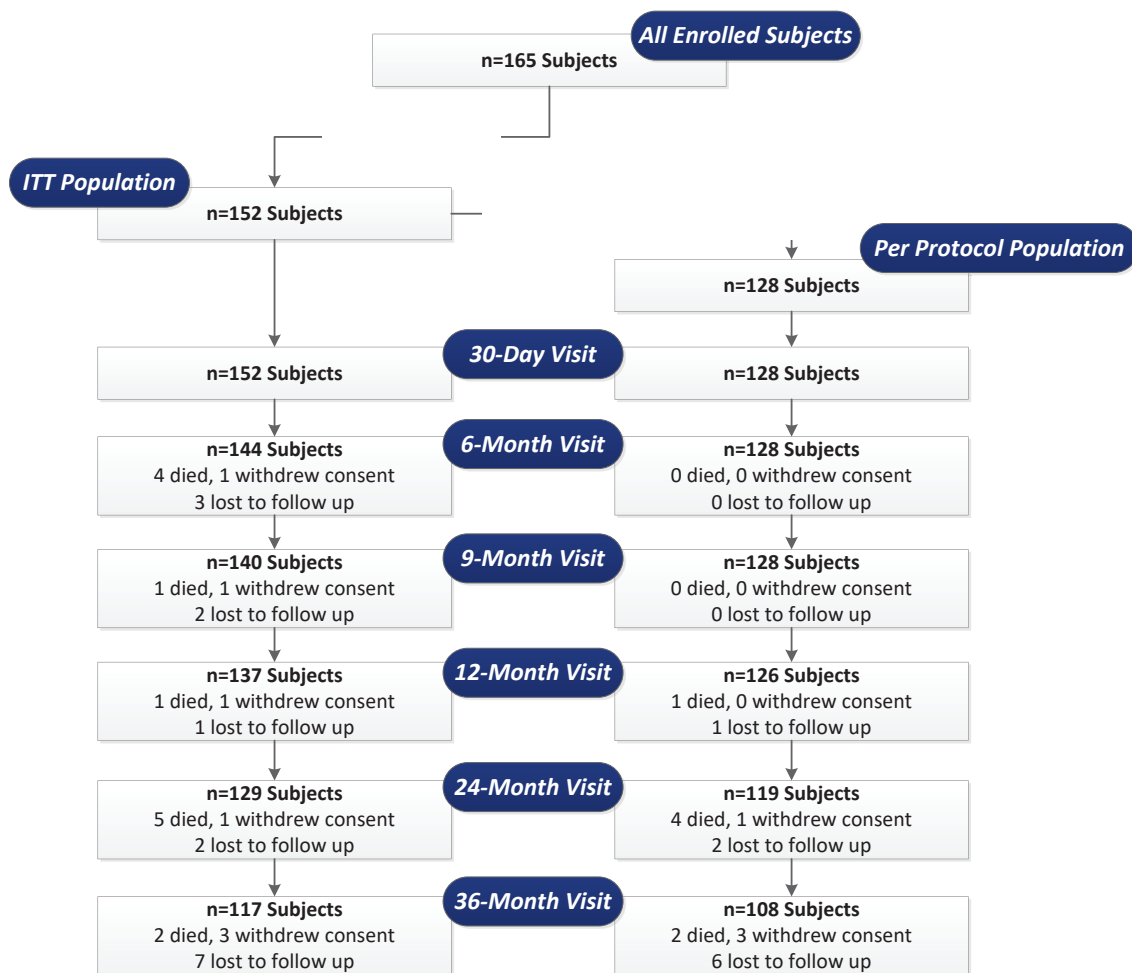 All Enrolled Subjects
n=165 Subjects
ITT Population
n=152 Subjects
Per Protocol Population
n=128 Subjects
30-Day Visit
n=152 Subjects
n=128 Subjects
6-Month Visit
n=144 Subjects
4 died, 1 withdrew consent
3 lost to follow up
n=128 Subjects
0 died, 0 withdrew consent
0 lost to follow up
9-Month Visit
n=140 Subjects
1 died, 1 withdrew consent
2 lost to follow up
n=128 Subjects
0 died, 0 withdrew consent
0 lost to follow up
12-Month Visit
n=137 Subjects
1 died, 1 withdrew consent
1 lost to follow up
n=126 Subjects
1 died, 0 withdrew consent
1 lost to follow up
24-Month Visit
n=129 Subjects
5 died, 1 withdrew consent
2 lost to follow up
n=119 Subjects
4 died, 1 withdrew consent
2 lost to follow up
36-Month Visit
n=117 Subjects
2 died, 3 withdrew consent
7 lost to follow up
n=108 Subjects
2 died, 3 withdrew consent
6 lost to follow up